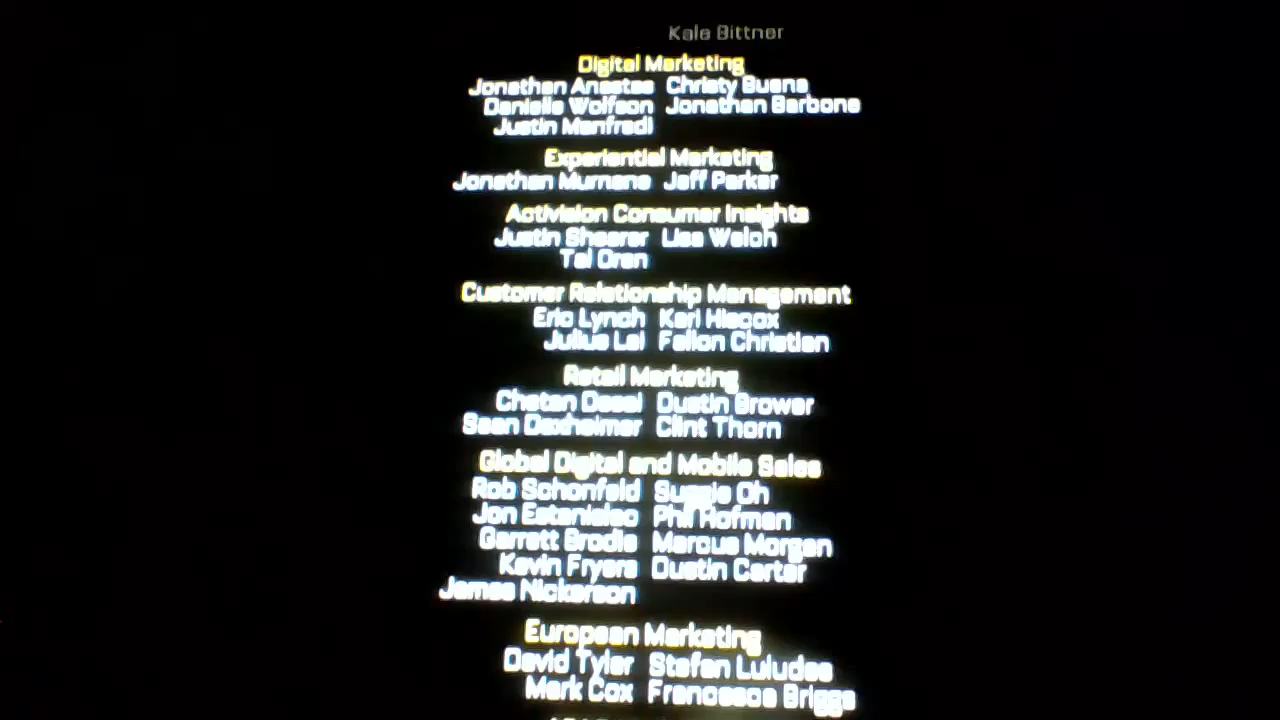 Kale Bittner
Digital Marketing
Jonathan Anastas Christy Buena
Danielle Wolfson Jonathan Barbone
Justin Manfredi
Experiential Marketing
Jonathan Murnane Jeff Parker
Activision Consumer Insights
Justin Shearer Lisa Welch
Tal Oren
Customer Relationship Management
Eric Lynch Keri Hiscox
Julius Lai Fallon Christian
Retail Marketing
Chetan Desai Dustin Brower
Sean Daxheimer Clint Thorn
Global Digital and Mobile Sales
Rob Schonfeld Oh
Jon Estanislao Phil Hofman
Garrett Brodie Marcus Morgan
Kevin Fryers Dustin Carter
James Nickerson
European Marketing
David Tyler Stefan Luludes
Mark Cox Francesca Briggs